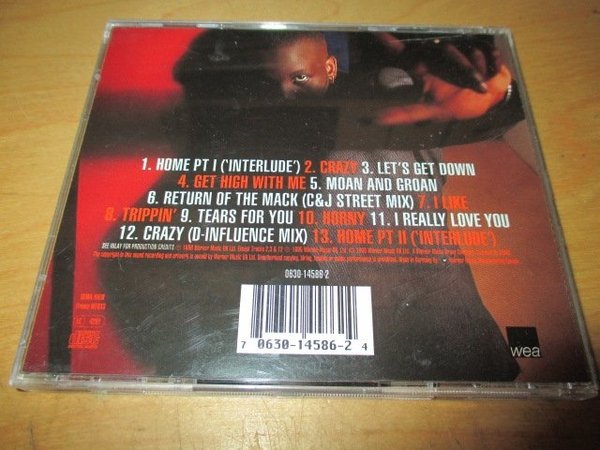 1. HOME PT I ('INTERLUDE') 2. CRAZY 3. LET'S GET DOWN
4. GET HIGH WITH ME 5. MOAN AND GROAN
6. RETURN OF THE MACK (C&J STREET MIX) 7. I LIKE
8. TRIPPIN' 9. TEARS FOR YOU 10. HORNY 11. I REALLY LOVE YOU
12. CRAZY (D-INFLUENCE MIX) 13. HOME PT II ('INTERLUDE')
SEE INLAY FOR PRODUCTION CREDITS
0630-14586-2
7 0630-14586-2 4
wea